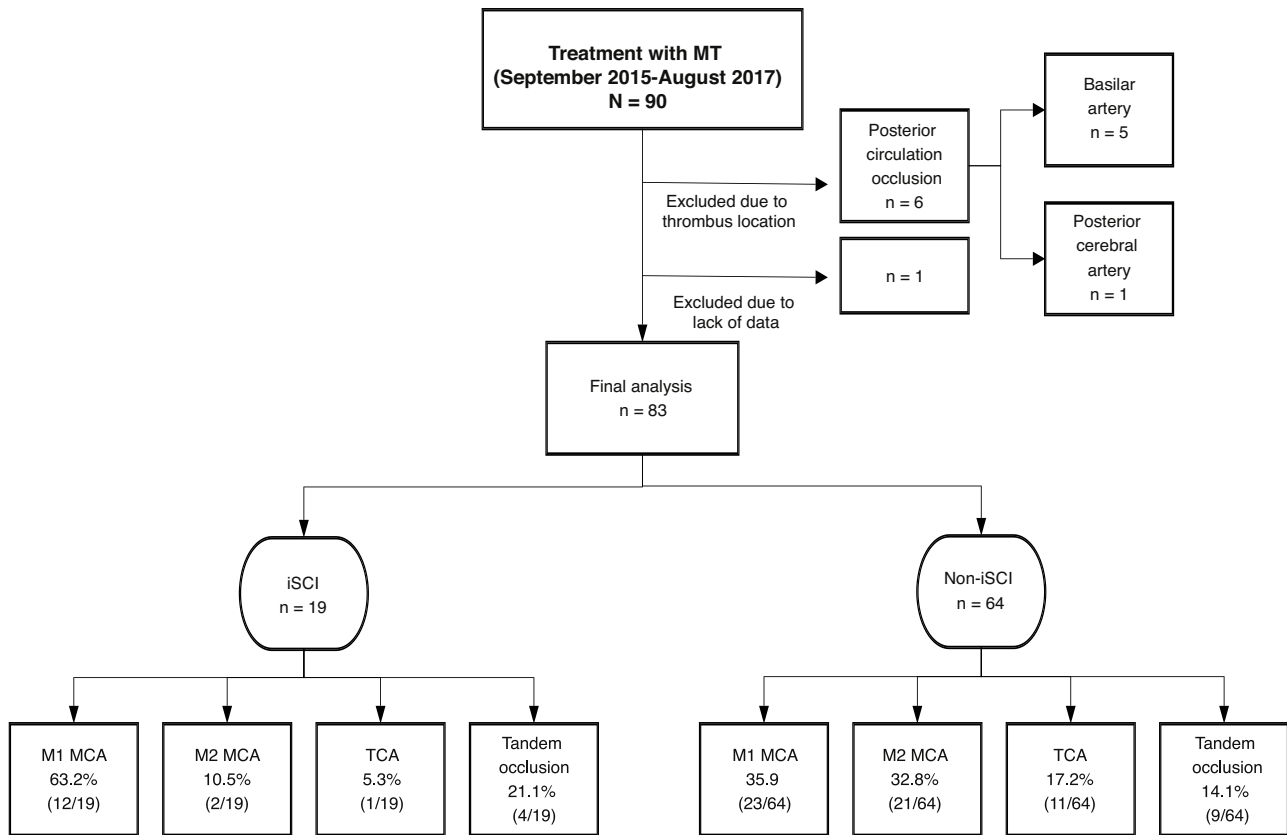 Treatment with MT
(September 2015-August 2017)
N = 90
Basilar
artery
n = 5
Posterior
circulation
occlusion
n = 6
Excluded due to
thrombus location
Posterior
cerebral
artery
n = 1
n = 1
Excluded due to
lack of data
Final analysis
n = 83
iSCI
n = 19
Non-iSCI
n = 64
M1 MCA
63.2%
(12/19)
M2 MCA
10.5%
(2/19)
TCA
5.3%
(1/19)
Tandem
occlusion
21.1%
(4/19)
M1 MCA
35.9
(23/64)
M2 MCA
32.8%
(21/64)
TCA
17.2%
(11/64)
Tandem
occlusion
14.1%
(9/64)